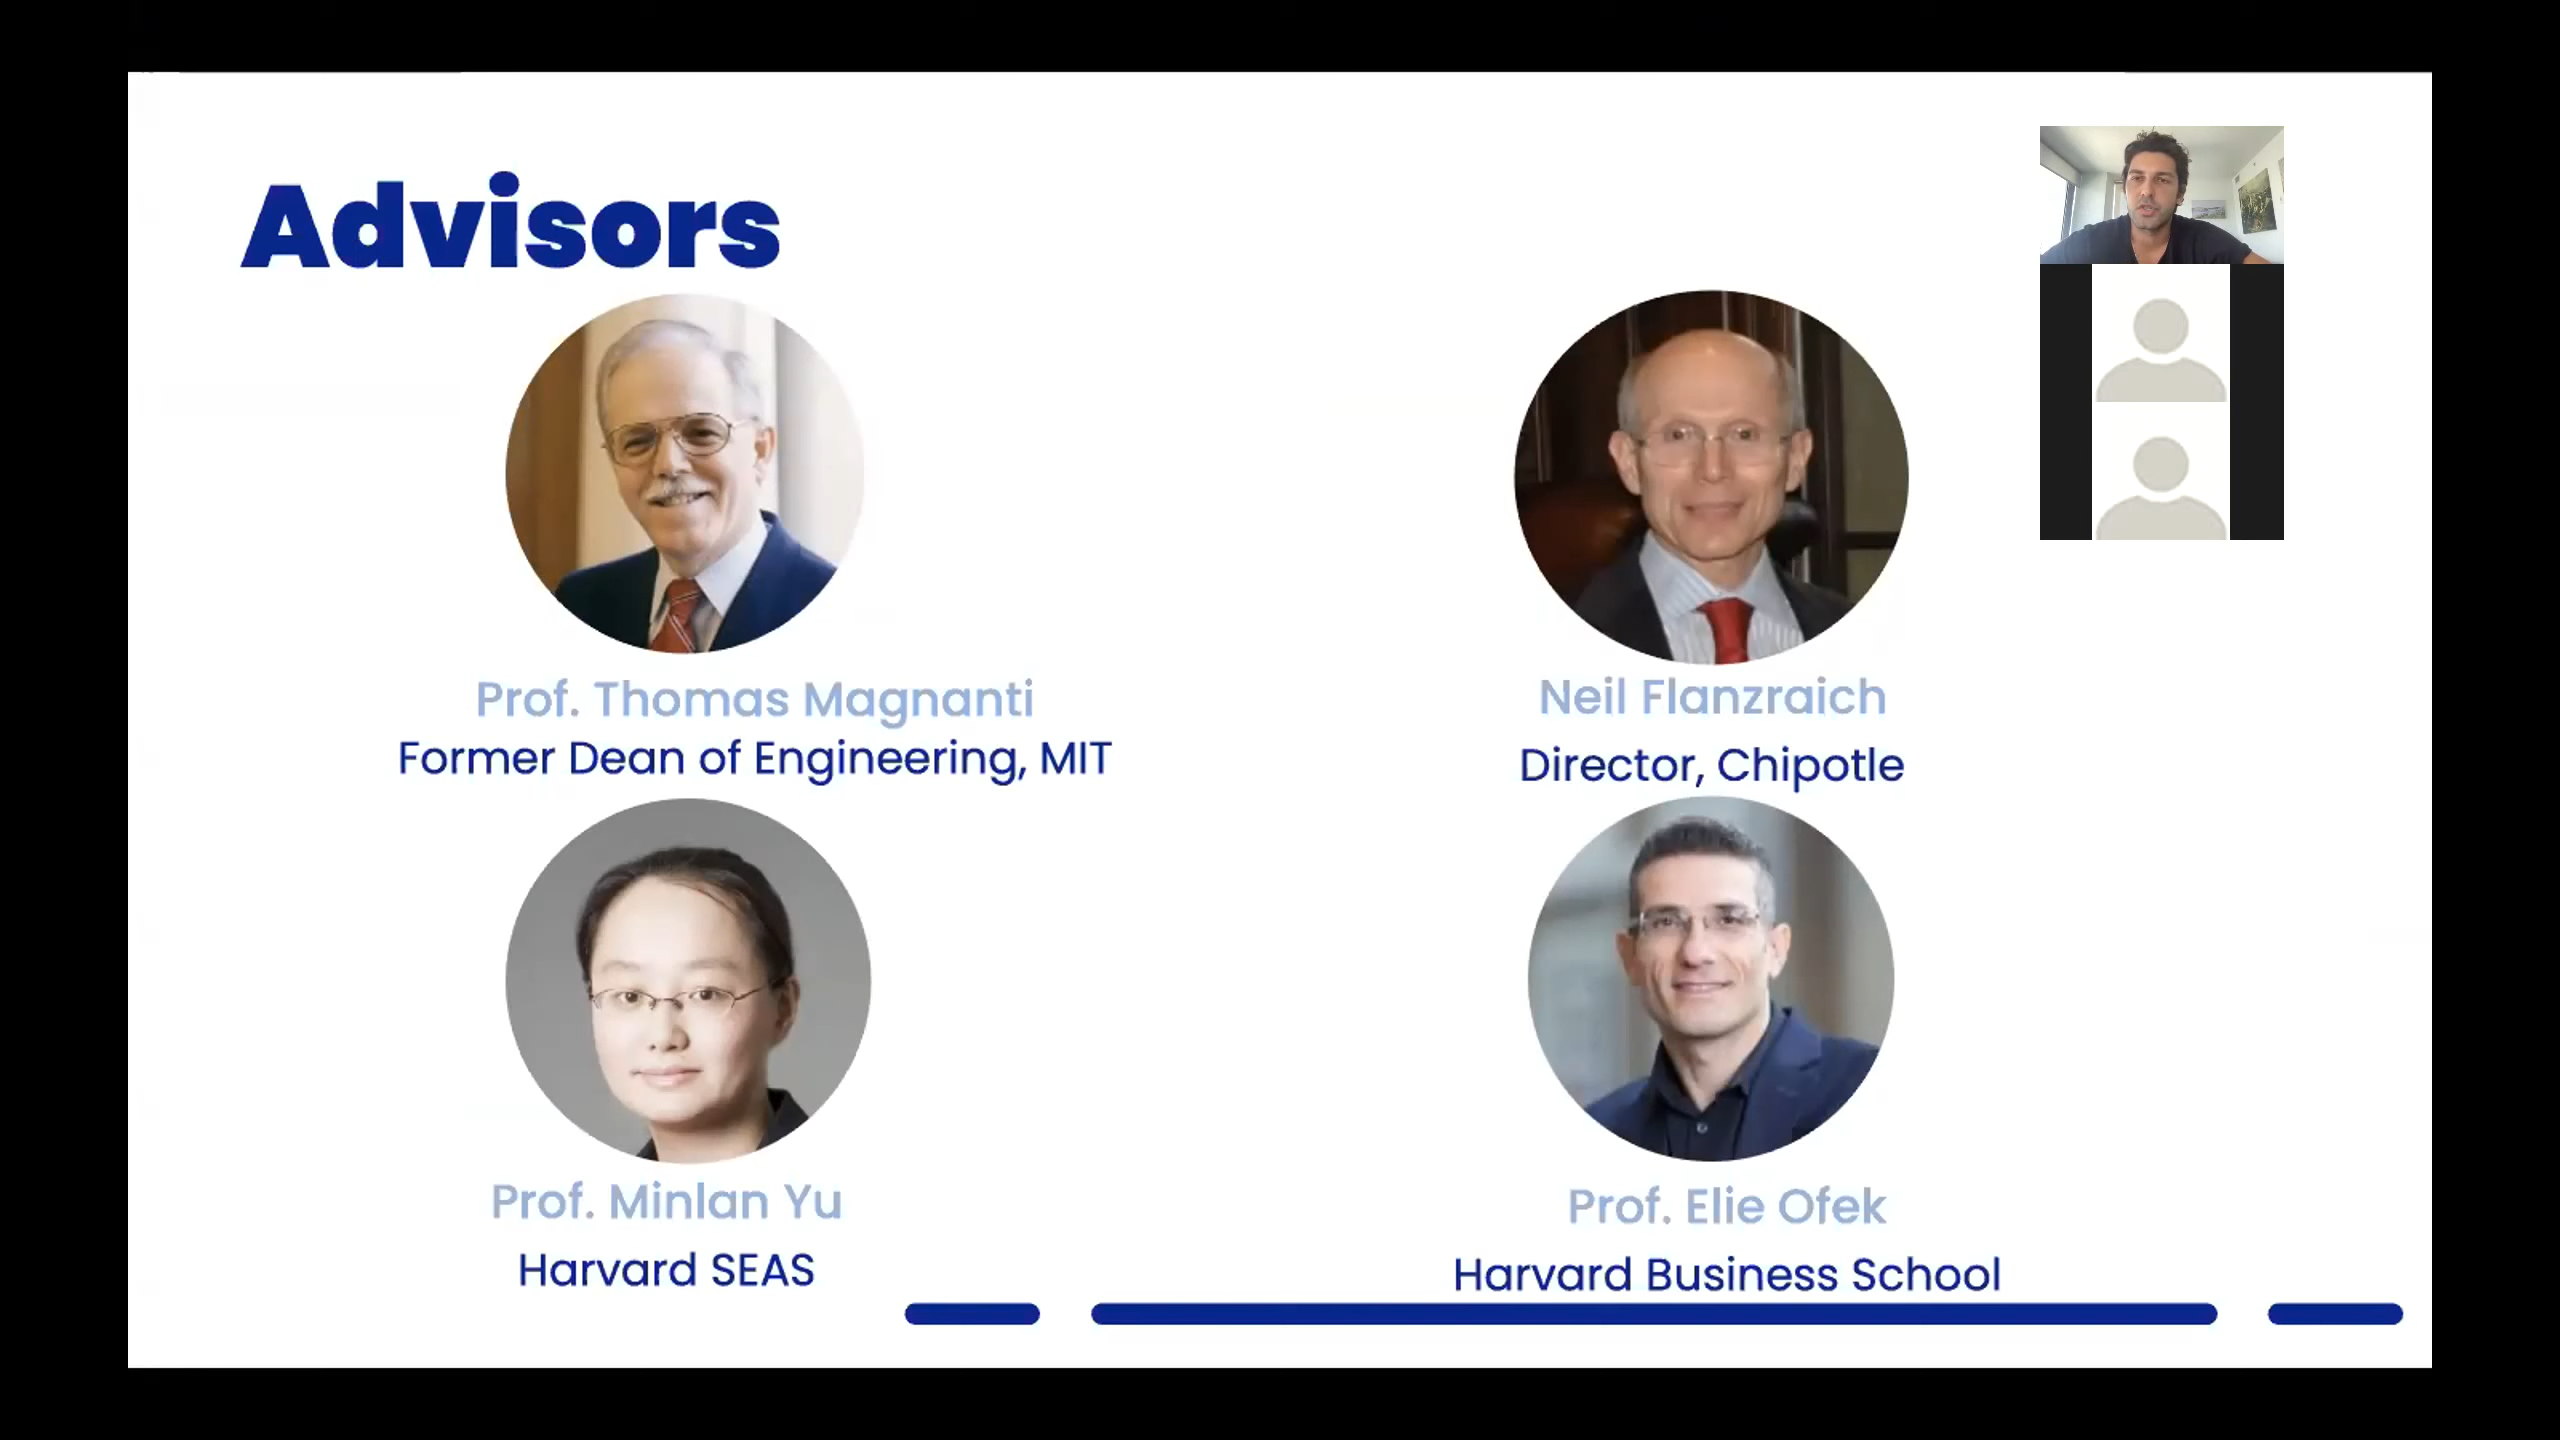 Advisors
Prof. Thomas Magnanti
Former Dean of Engineering, MIT
Neil Flanzraich
Director, Chipotle
Prof. Minlan Yu
Harvard SEAS
Prof. Elie Ofek
Harvard Business School